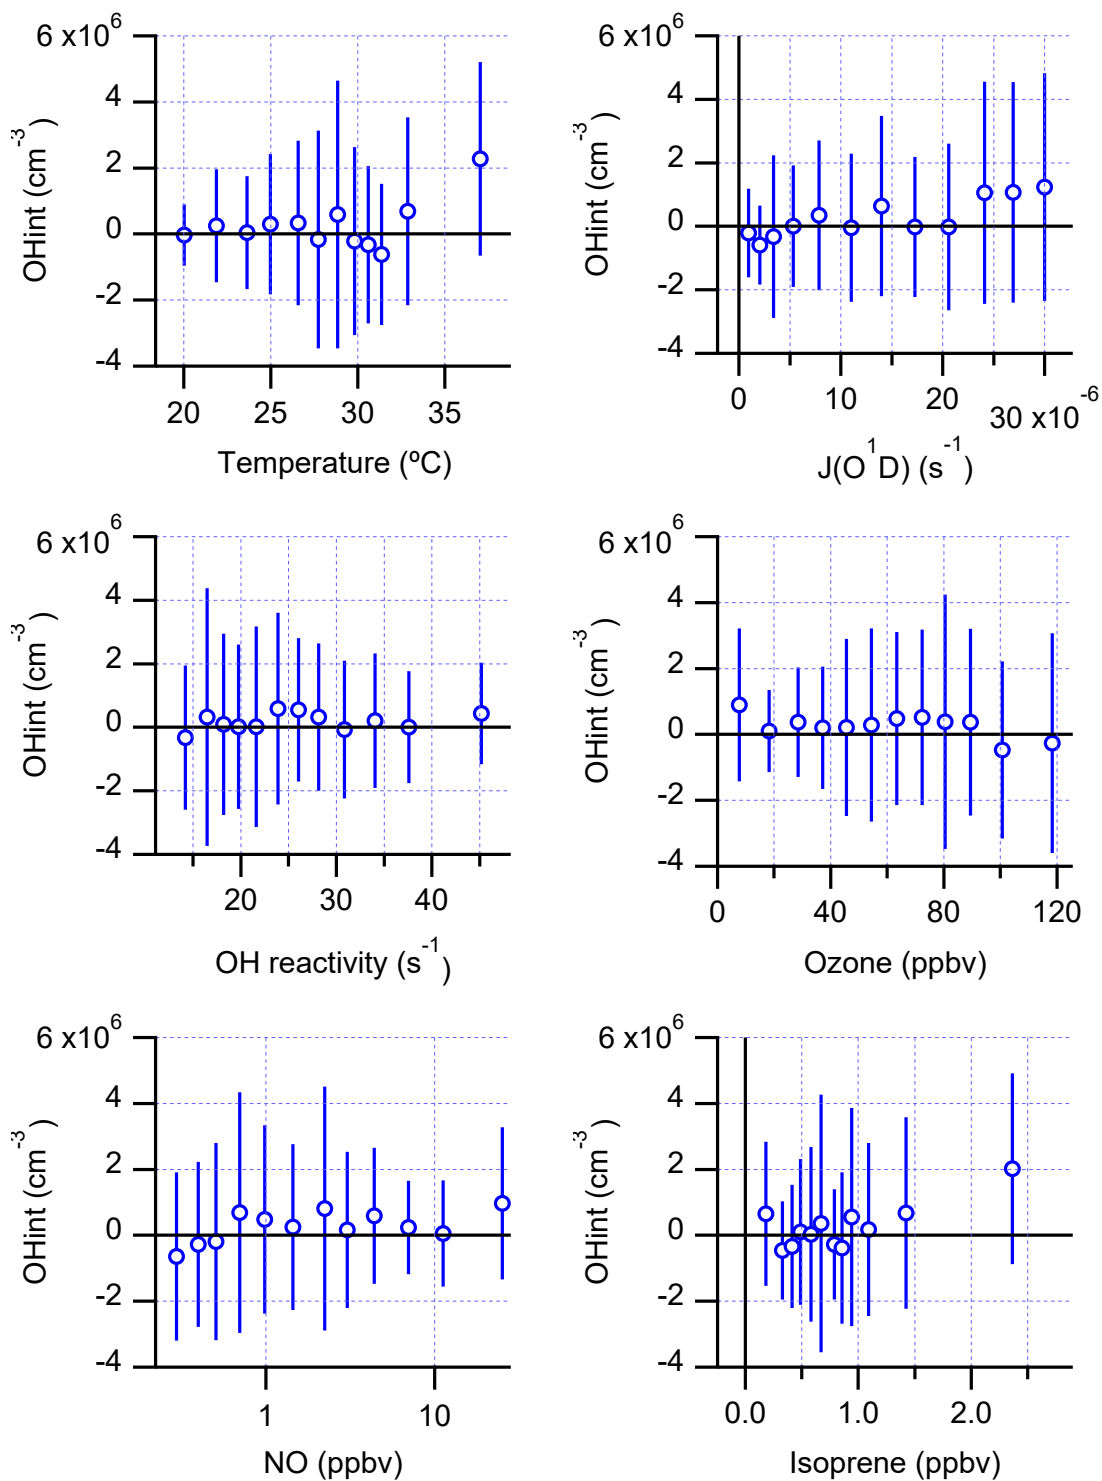 6 x10^6
4
2
0
-2
-4
OHint (cm^-3)
20 25 30 35
Temperature (ºC)
6 x10^6
4
2
0
-2
-4
OHint (cm^-3)
0 10 20 30 x10^-6
J(O^1D) (s^-1)
6 x10^6
4
2
0
-2
-4
OHint (cm^-3)
20 30 40
OH reactivity (s^-1)
6 x10^6
4
2
0
-2
-4
OHint (cm^-3)
0 40 80 120
Ozone (ppbv)
6 x10^6
4
2
0
-2
-4
OHint (cm^-3)
1 10
NO (ppbv)
6 x10^6
4
2
0
-2
-4
OHint (cm^-3)
0.0 1.0 2.0
Isoprene (ppbv)